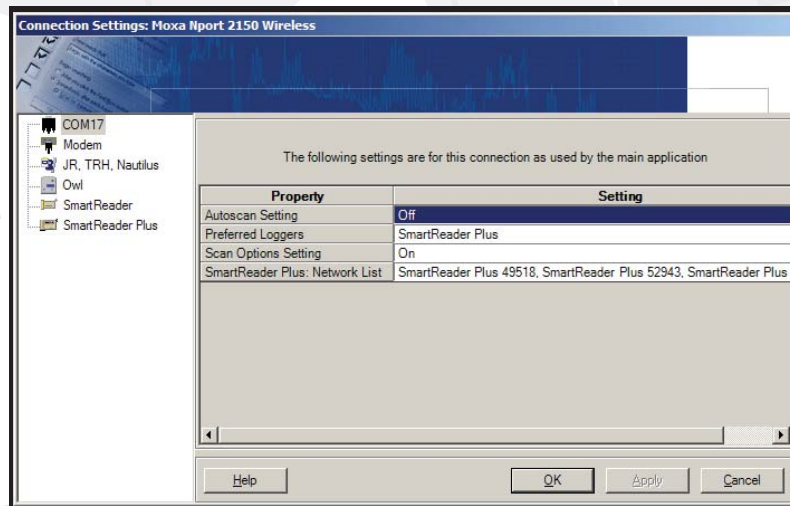 Connection Settings: Moxa Nport 2150 Wireless
COM17
Modem
JR, TRH, Nautilus
Owl
SmartReader
SmartReader Plus
The following settings are for this connection as used by the main application
Property Setting
Autoscan Setting Off
Preferred Loggers SmartReader Plus
Scan Options Setting On
SmartReader Plus: Network List SmartReader Plus 49518, SmartReader Plus 52943, SmartReader Plus
Help OK Apply Cancel